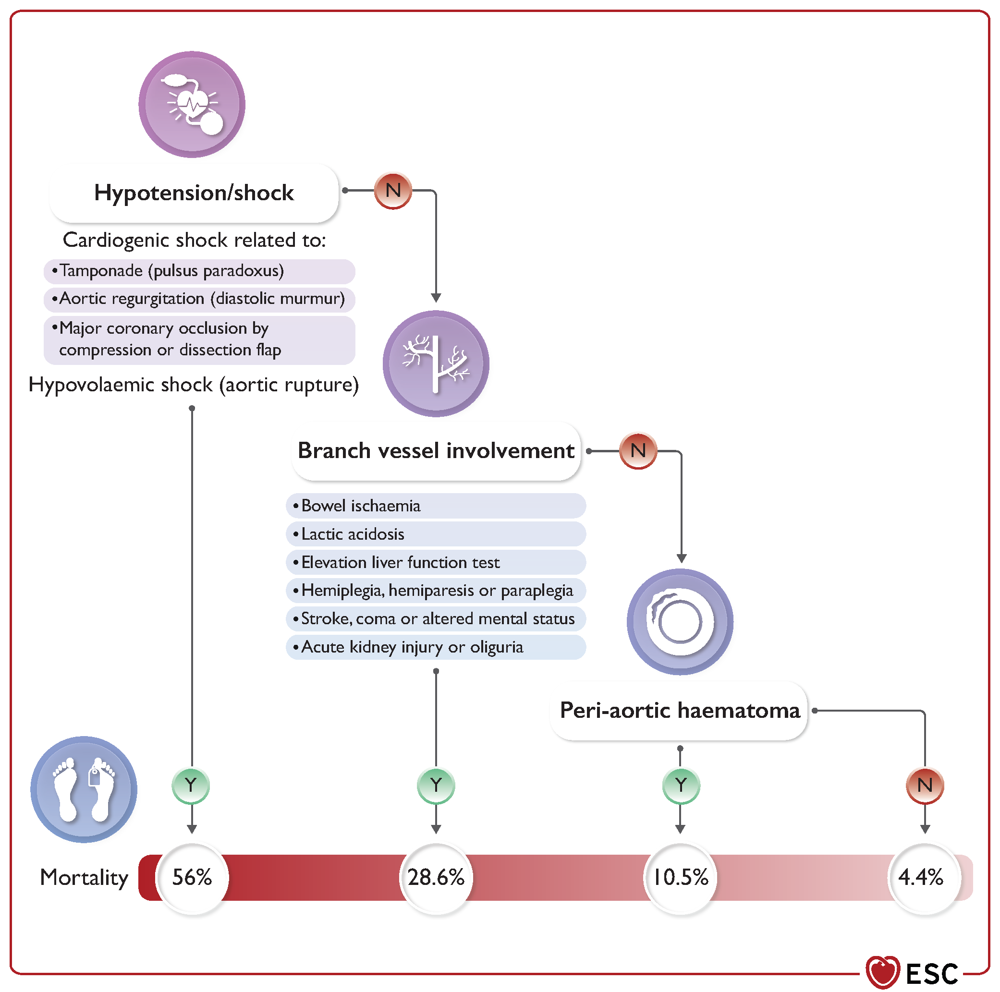 Hypotension/shock
N
Cardiogenic shock related to:
•Tamponade (pulsus paradoxus)
•Aortic regurgitation (diastolic murmur)
•Major coronary occlusion by
compression or dissection flap
Hypovolaemic shock (aortic rupture)
Branch vessel involvement
N
•Bowel ischaemia
•Lactic acidosis
•Elevation liver function test
•Hemiplegia, hemiparesis or paraplegia
•Stroke, coma or altered mental status
•Acute kidney injury or oliguria
Peri-aortic haematoma
Y
Y
Y
N
Mortality
56%
28.6%
10.5%
4.4%
ESC